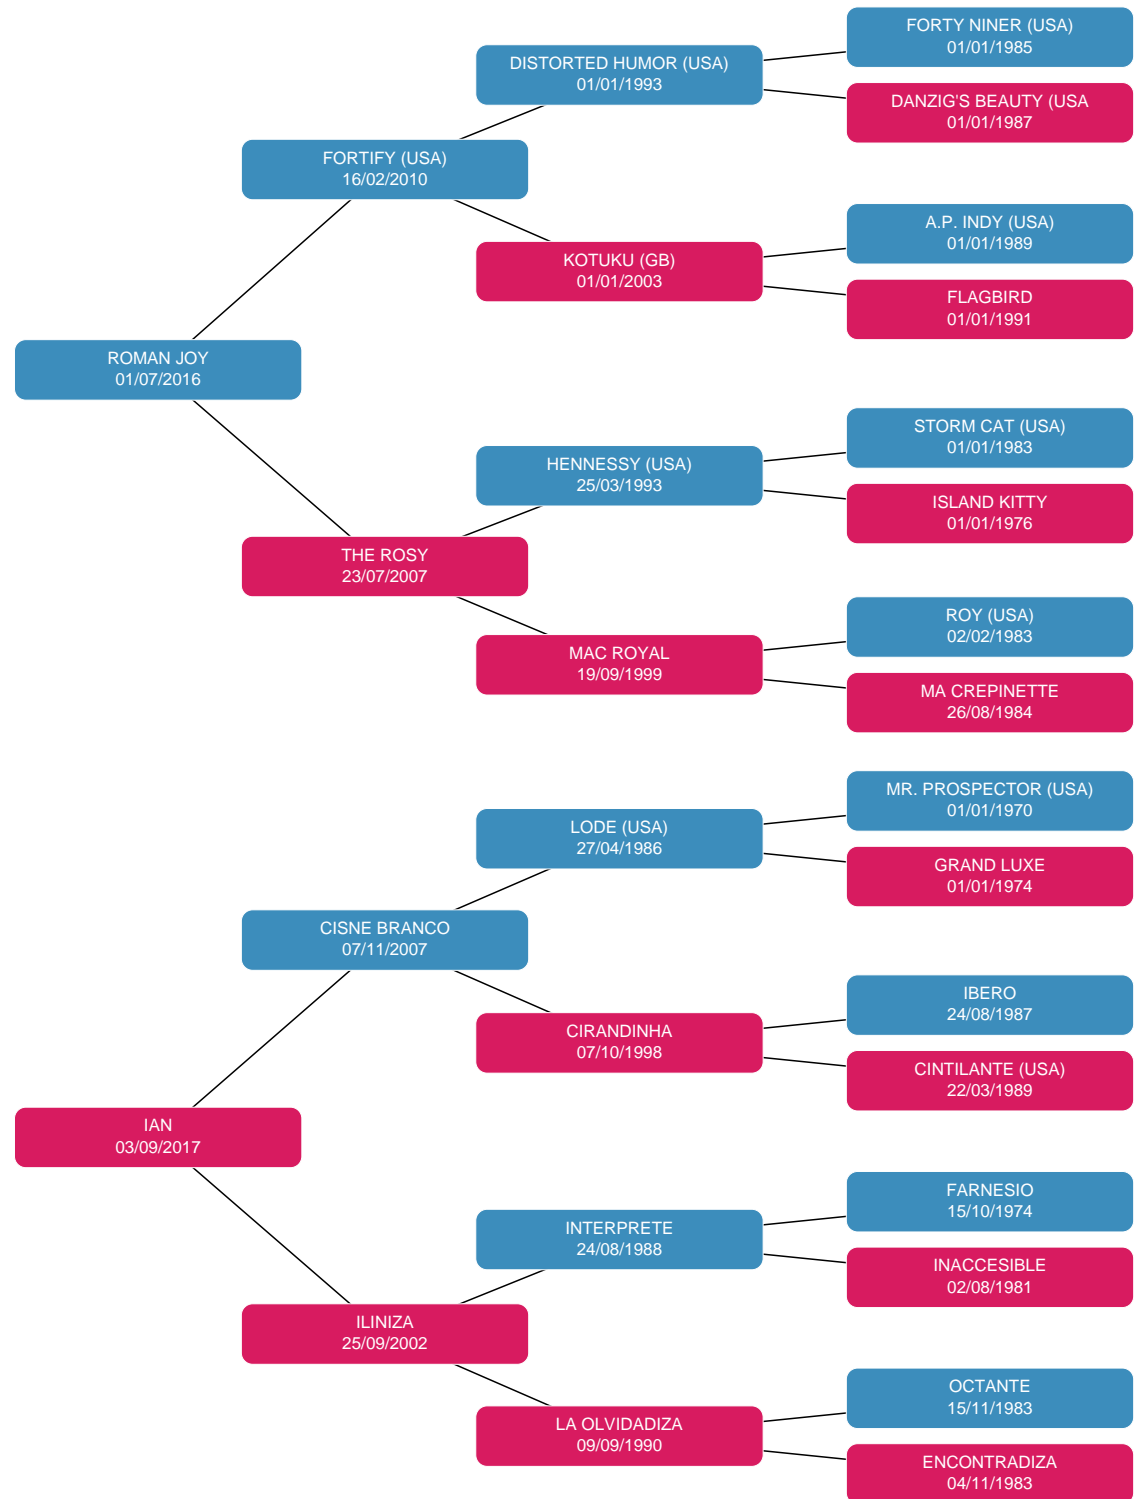 FORTY NINER (USA)
01/01/1985
DISTORTED HUMOR (USA)
01/01/1993
DANZIG'S BEAUTY (USA
01/01/1987
FORTIFY (USA)
16/02/2010
A.P. INDY (USA)
01/01/1989
KOTUKU (GB)
01/01/2003
FLAGBIRD
01/01/1991
ROMAN JOY
01/07/2016
STORM CAT (USA)
01/01/1983
HENNESSY (USA)
25/03/1993
ISLAND KITTY
01/01/1976
THE ROSY
23/07/2007
ROY (USA)
02/02/1983
MAC ROYAL
19/09/1999
MA CREPINETTE
26/08/1984
MR. PROSPECTOR (USA)
01/01/1970
LODE (USA)
27/04/1986
GRAND LUXE
01/01/1974
CISNE BRANCO
07/11/2007
IBERO
24/08/1987
CIRANDINHA
07/10/1998
CINTILANTE (USA)
22/03/1989
IAN
03/09/2017
FARNESIO
15/10/1974
INTERPRETE
24/08/1988
INACCESIBLE
02/08/1981
ILINIZA
25/09/2002
OCTANTE
15/11/1983
LA OLVIDADIZA
09/09/1990
ENCONTRADIZA
04/11/1983